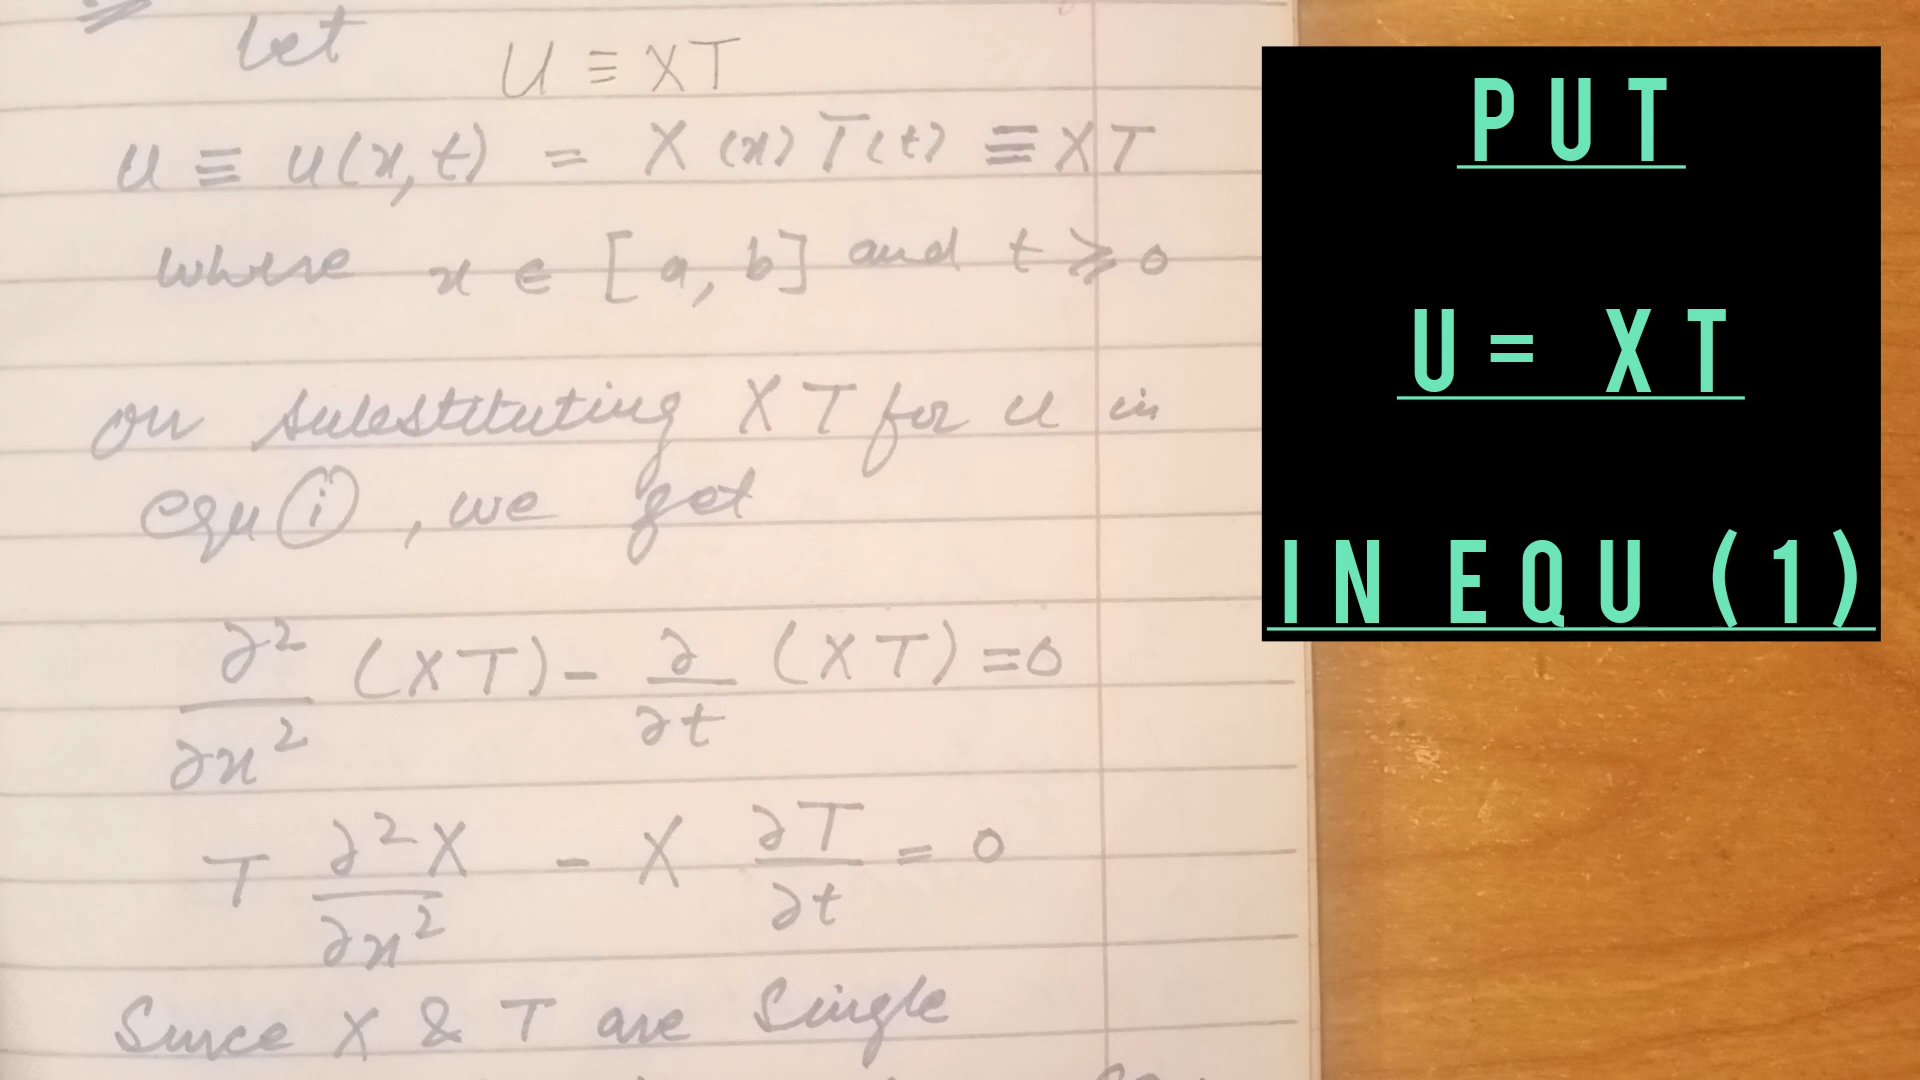 Let
U ≡ XT
u ≡ u(x,t) = X(x)T(t) ≡ XT
where x ∈ [a, b] and t ≥ 0
on substituting XT for u in
equ (i), we get
∂²/∂x² (XT) - ∂/∂t (XT) = 0
T ∂²X/∂x² - X ∂T/∂t = 0
Since X & T are Single
PUT
U= XT
IN EQU (1)